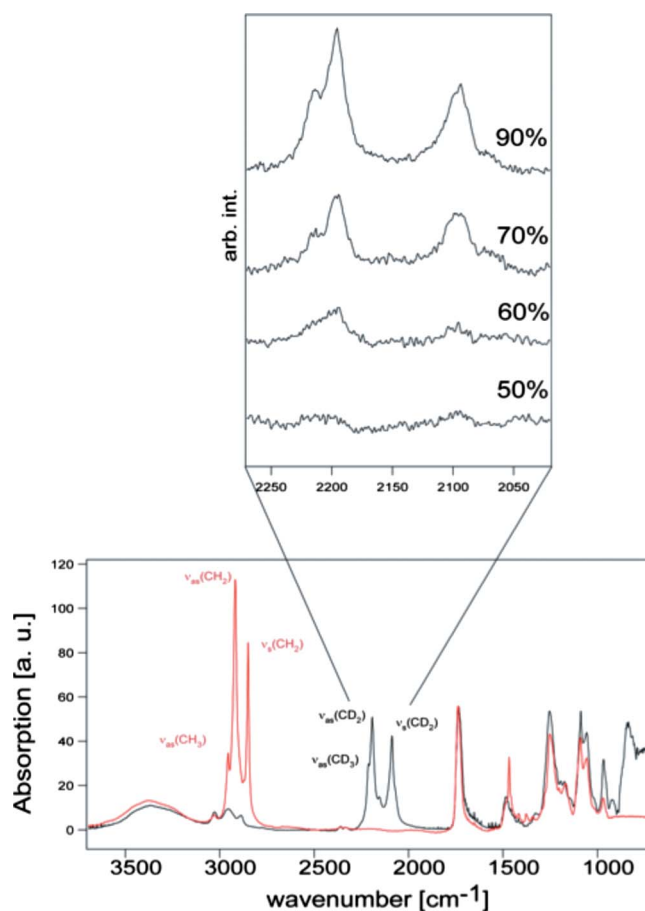 90%
arb. int.
70%
60%
50%
2250 2200 2150 2100 2050
120
100
80
60
40
20
0
Absorption [a. u.]
νas(CH2)
νs(CH2)
νas(CH3)
νas(CD2)
νs(CD2)
νas(CD3)
3500 3000 2500 2000 1500 1000
wavenumber [cm-1]